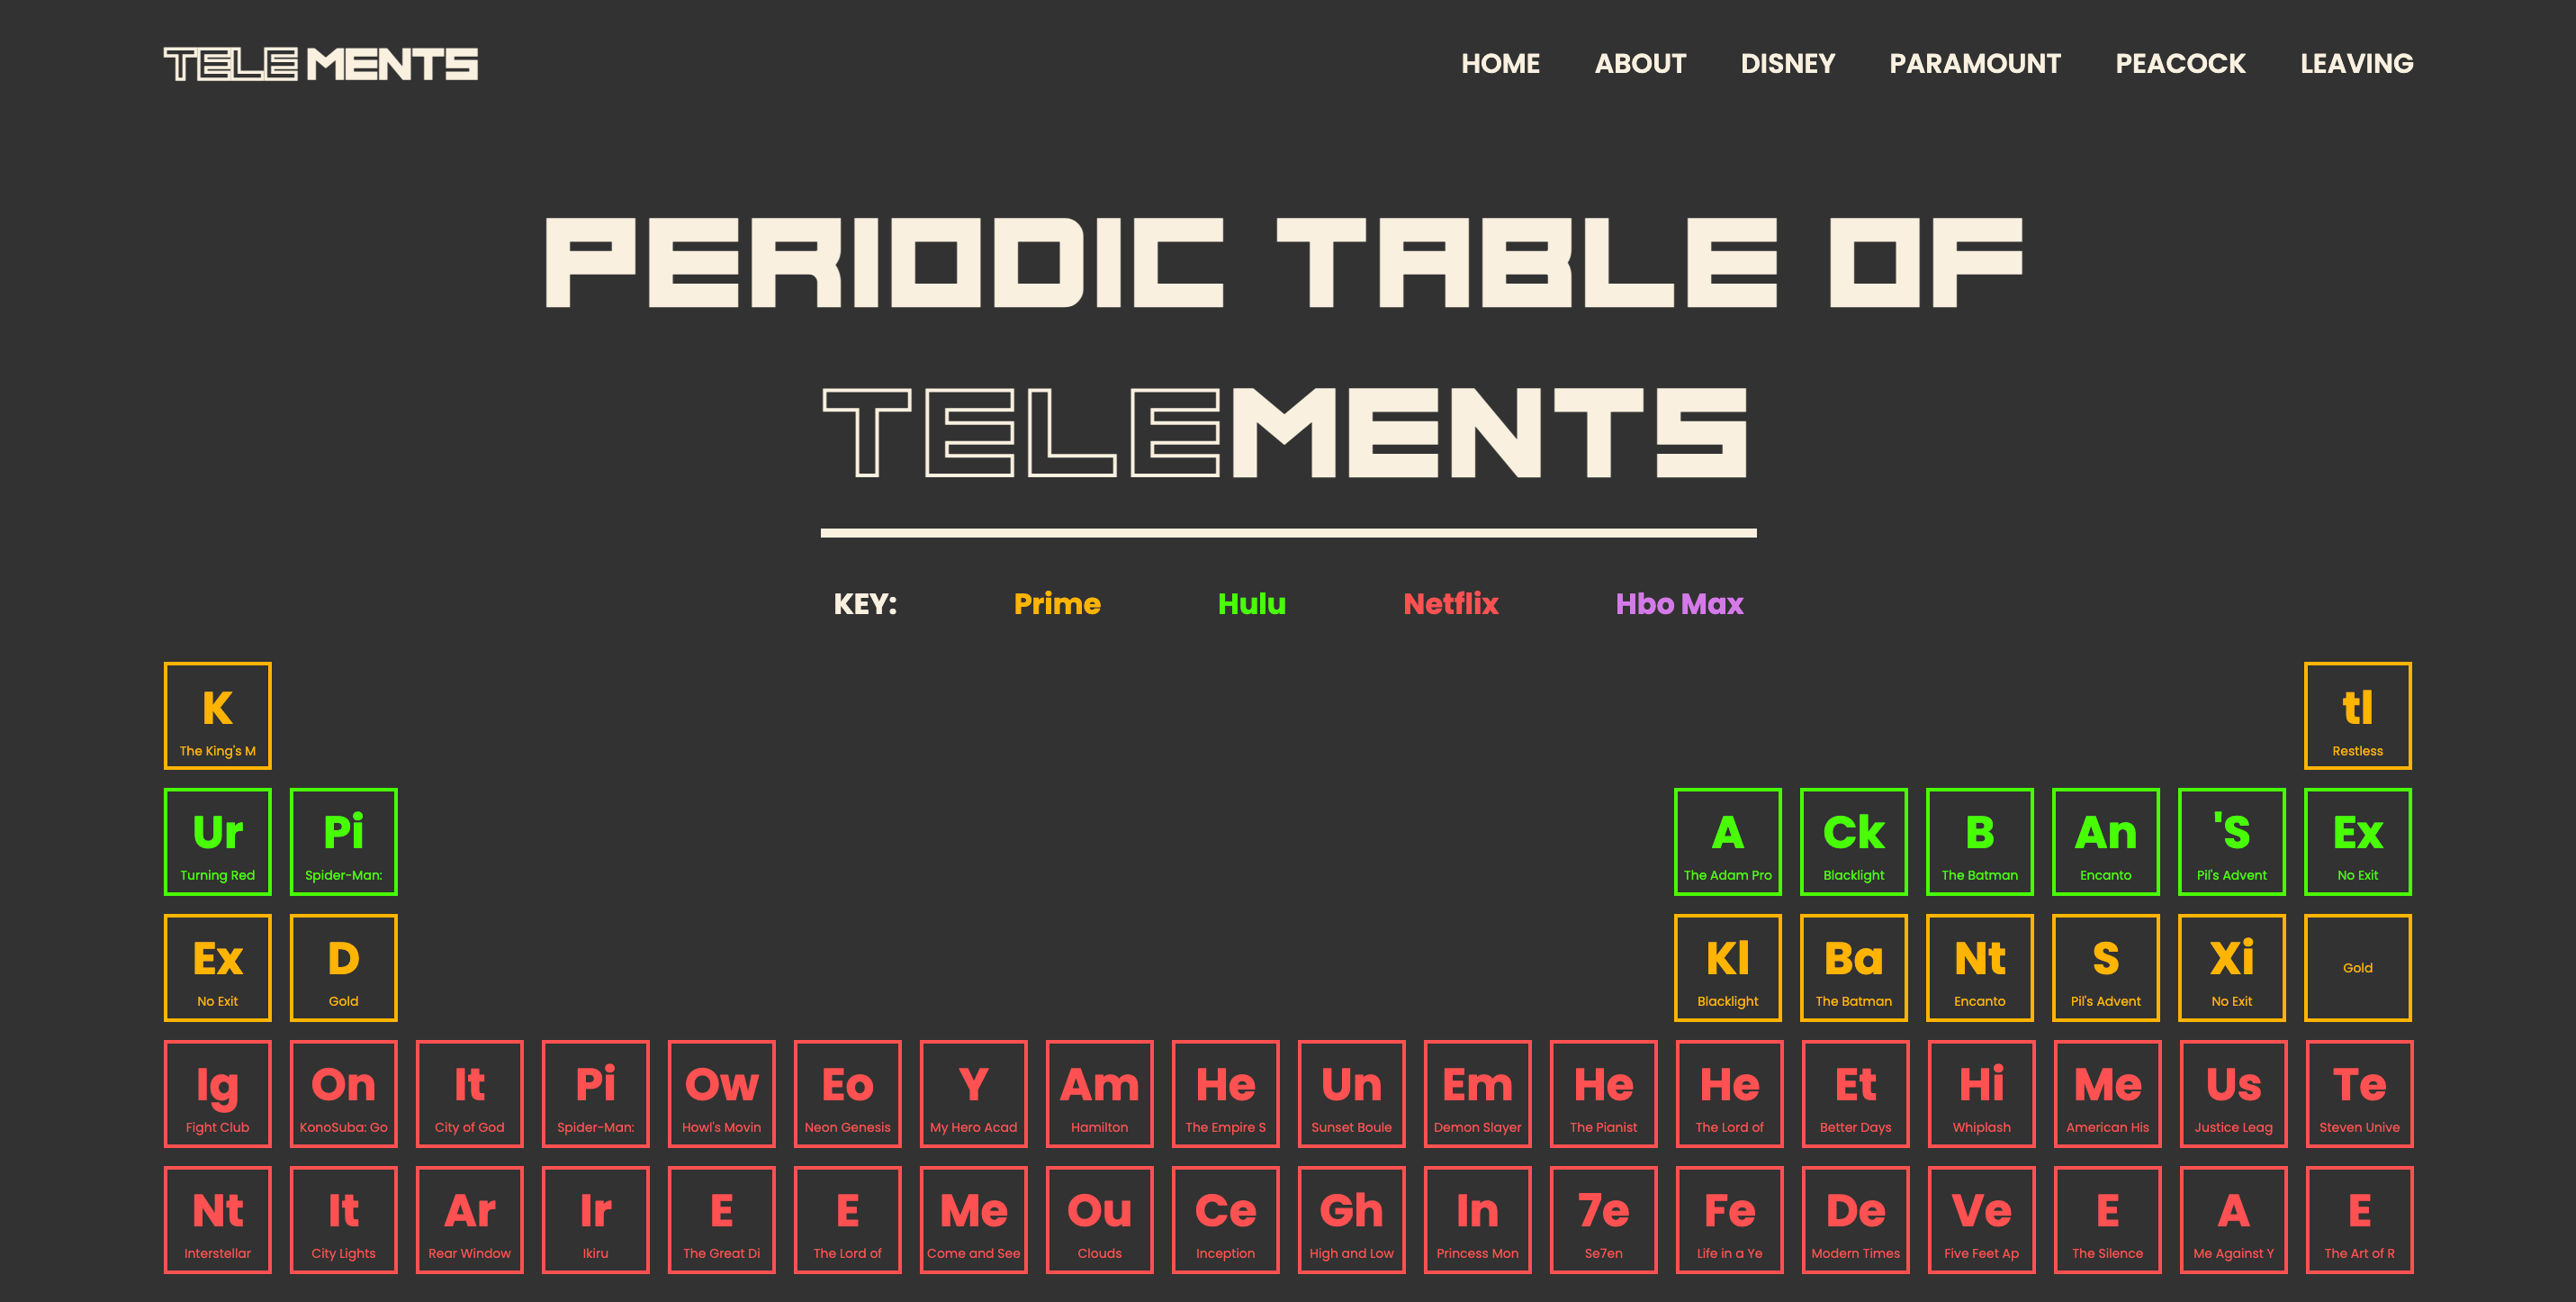 TELEMENTS
HOME ABOUT DISNEY PARAMOUNT PEACOCK LEAVING
PERIODIC TABLE OF
TELEMENTS
KEY: Prime Hulu Netflix Hbo Max
K tl
The King's M Restless
Ur Pi A Ck B An 'S Ex
Turning Red Spider-Man: The Adam Pro Blacklight The Batman Encanto Pil's Advent No Exit
Ex D Kl Ba Nt S Xi
No Exit Gold Blacklight The Batman Encanto Pil's Advent No Exit Gold
Ig On It Pi Ow Eo Y Am He Un Em He He Et Hi Me Us Te
Fight Club KonoSuba: Go City of God Spider-Man: Howl's Movin Neon Genesis My Hero Acad Hamilton The Empire S Sunset Boule Demon Slayer The Pianist The Lord of Better Days Whiplash American His Justice Leag Steven Unive
Nt It Ar Ir E E Me Ou Ce Gh In 7e Fe De Ve E A E
Interstellar City Lights Rear Window Ikiru The Great Di The Lord of Come and See Clouds Inception High and Low Princess Mon Se7en Life in a Ye Modern Times Five Feet Ap The Silence Me Against Y The Art of R